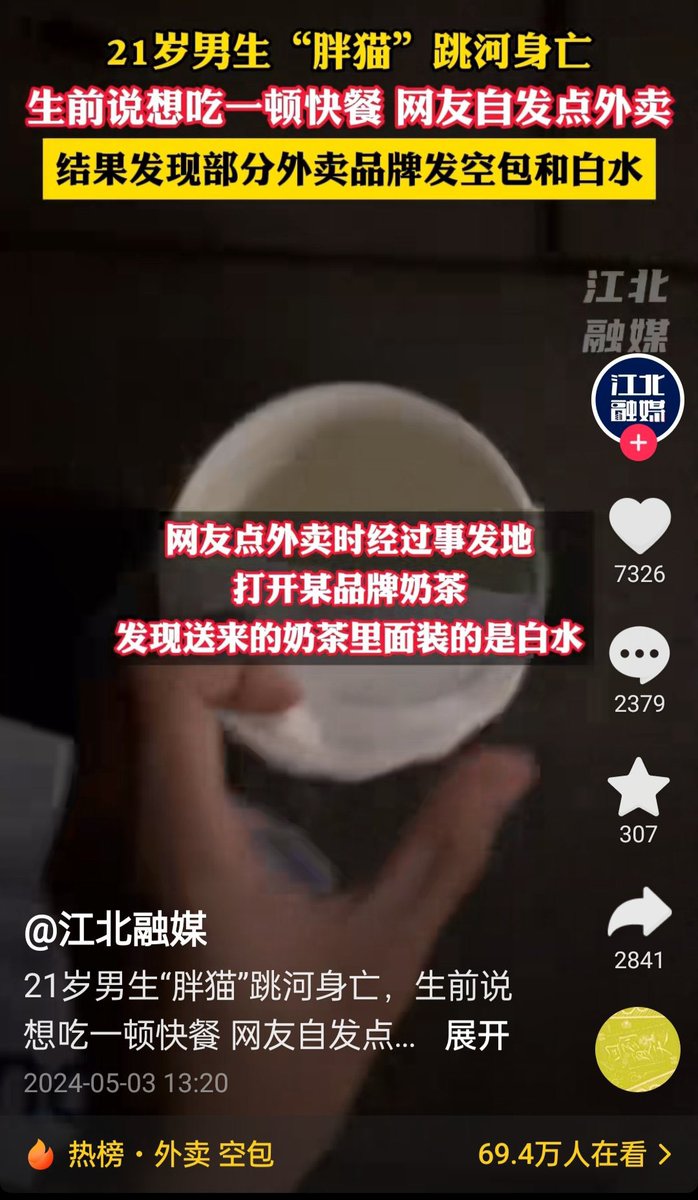 21岁男生“胖猫”跳河身亡
生前说想吃一顿快餐 网友自发点外卖
结果发现部分外卖品牌发空包和白水
江北
融媒
江北
融媒
7326
网友点外卖时经过事发地
打开某品牌奶茶
发现送来的奶茶里面装的是白水
2379
307
2841
@江北融媒
21岁男生“胖猫”跳河身亡，生前说
想吃一顿快餐 网友自发点... 展开
2024-05-03 13:20
热榜·外卖 空包 69.4万人在看